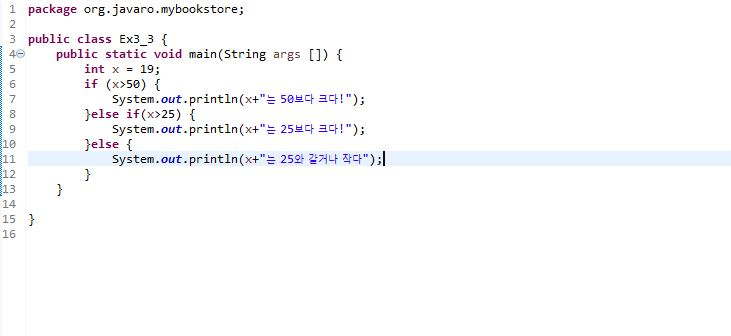 1 package org.javaro.mybookstore;
2
3 public class Ex3_3 {
4 public static void main(String args []) {
5 int x = 19;
6 if (x>50) {
7 System.out.println(x+"는 50보다 크다!");
8 }else if(x>25) {
9 System.out.println(x+"는 25보다 크다!");
10 }else {
11 System.out.println(x+"는 25와 같거나 작다");
12 }
13 }
14
15 }
16